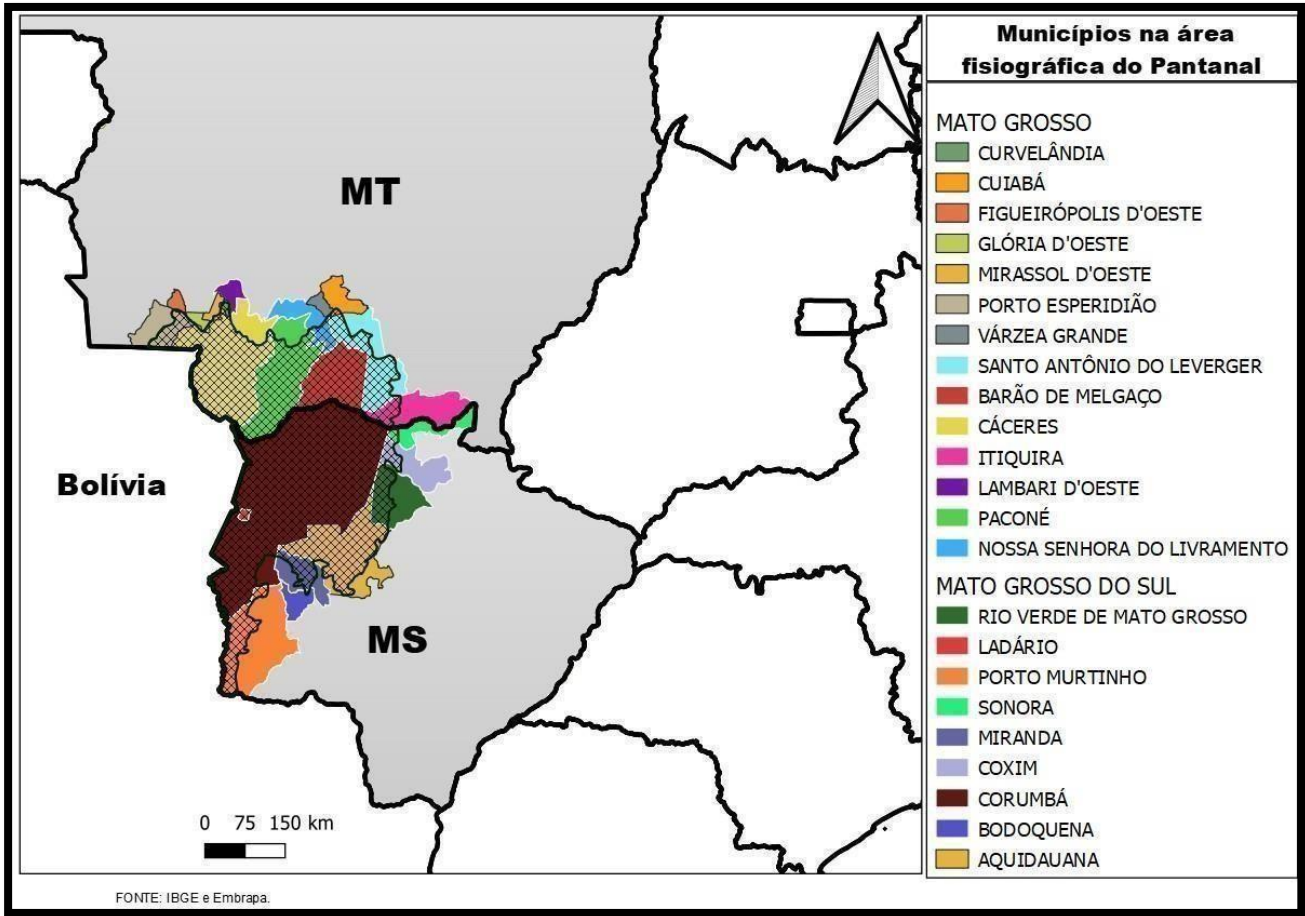 Municípios na área
fisiográfica do Pantanal
MATO GROSSO
CURVELÂNDIA
CUIABÁ
FIGUEIRÓPOLIS D'OESTE
GLÓRIA D'OESTE
MIRASSOL D'OESTE
PORTO ESPERIDIÃO
VÁRZEA GRANDE
SANTO ANTÔNIO DO LEVERGER
BARÃO DE MELGAÇO
CÁCERES
ITIQUIRA
LAMBARI D'OESTE
PACONÉ
NOSSA SENHORA DO LIVRAMENTO
MATO GROSSO DO SUL
RIO VERDE DE MATO GROSSO
LADÁRIO
PORTO MURTINHO
SONORA
MIRANDA
COXIM
CORUMBÁ
BODOQUENA
AQUIDAUANA
MT
Bolívia
MS
0 75 150 km
FONTE: IBGE e Embrapa.